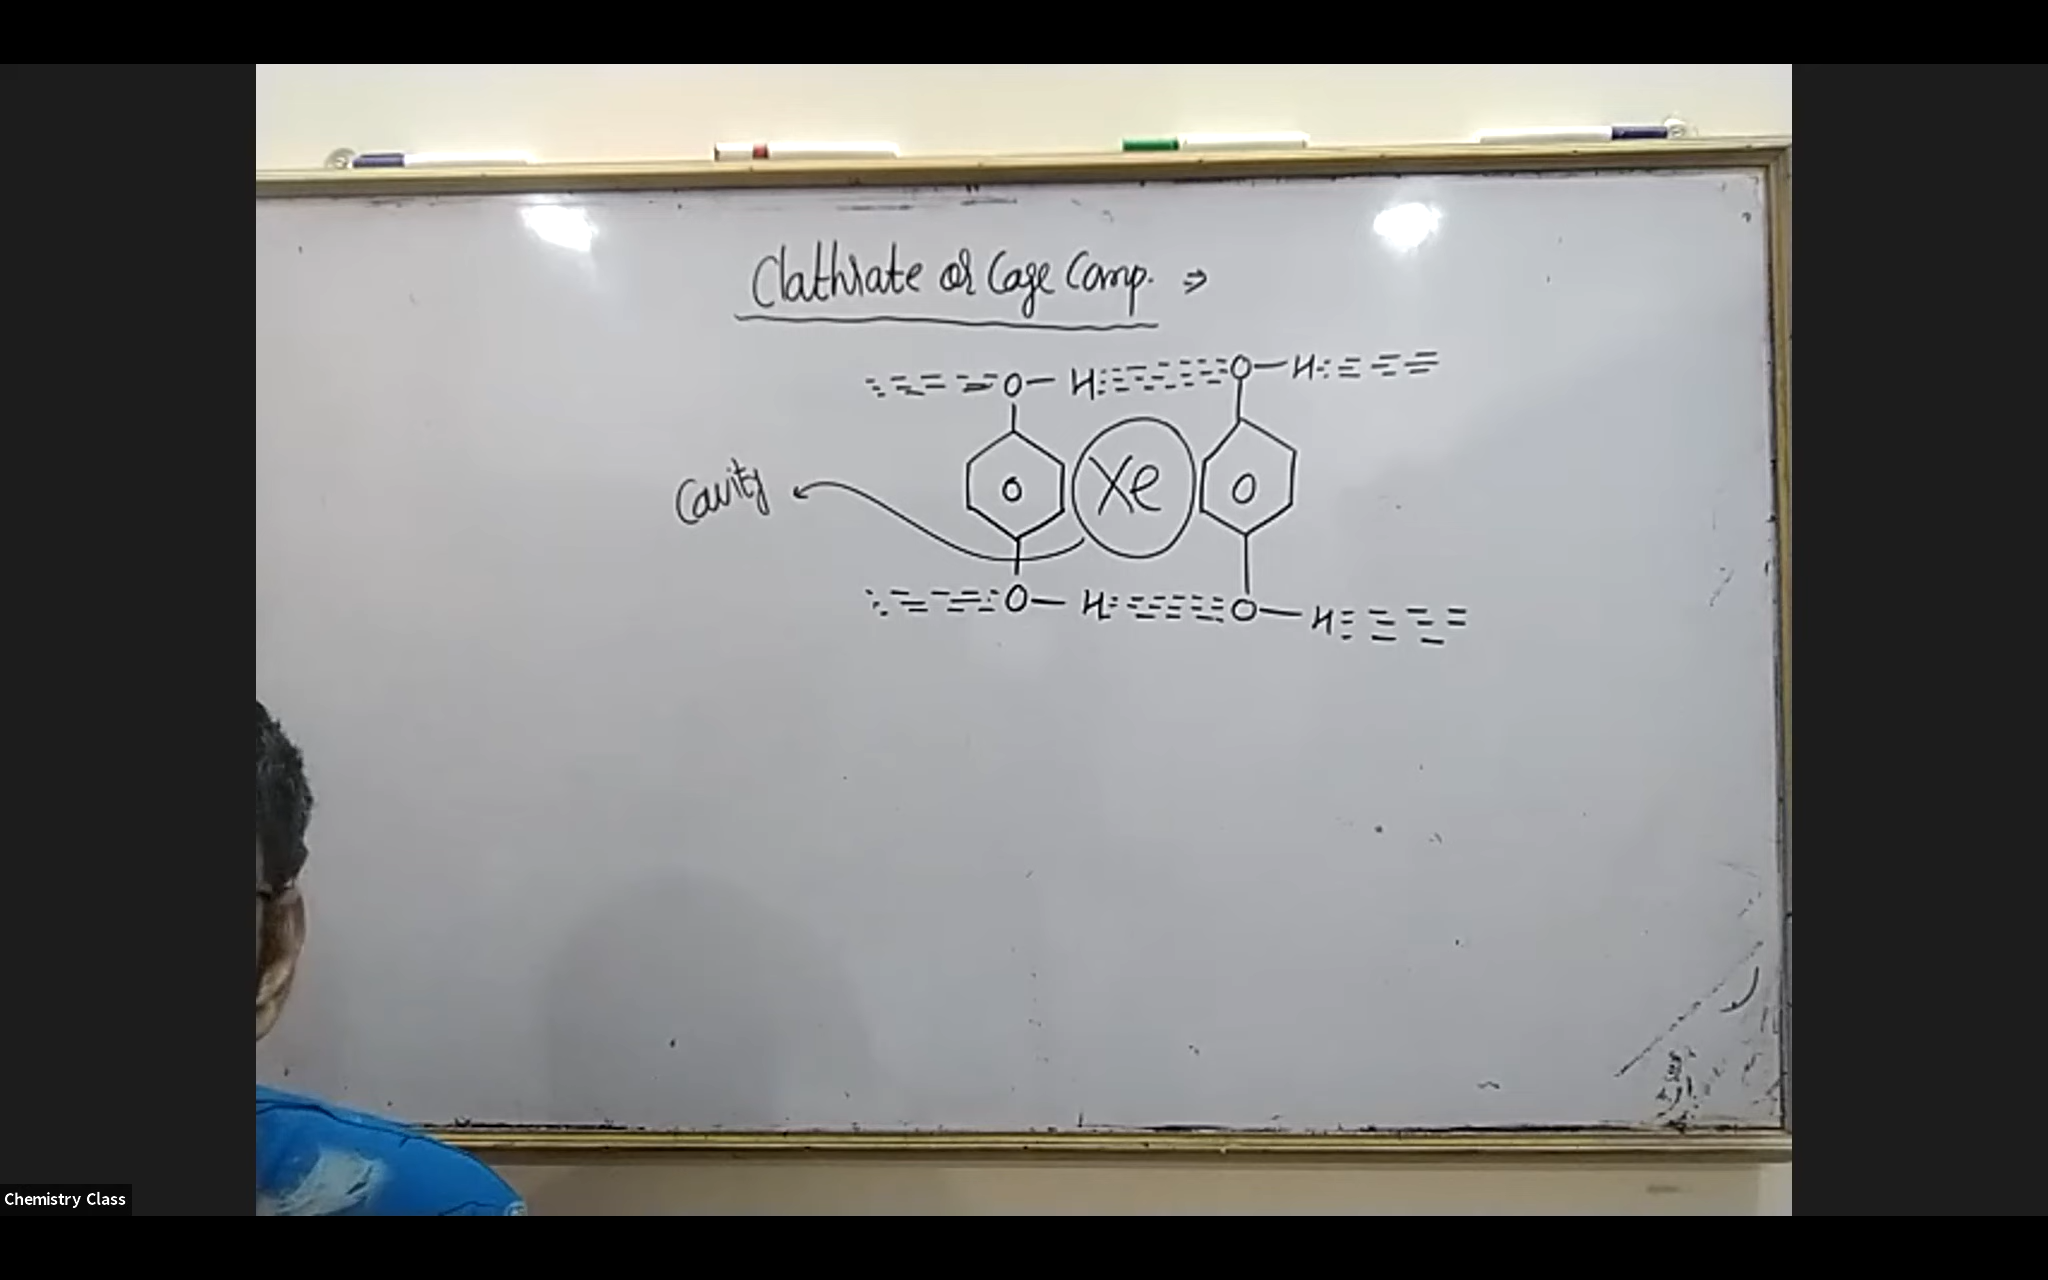 Clathrate or Cage Comp. ⇒
O—H O—H
Cavity
Xe
O—H O—H
Chemistry Class